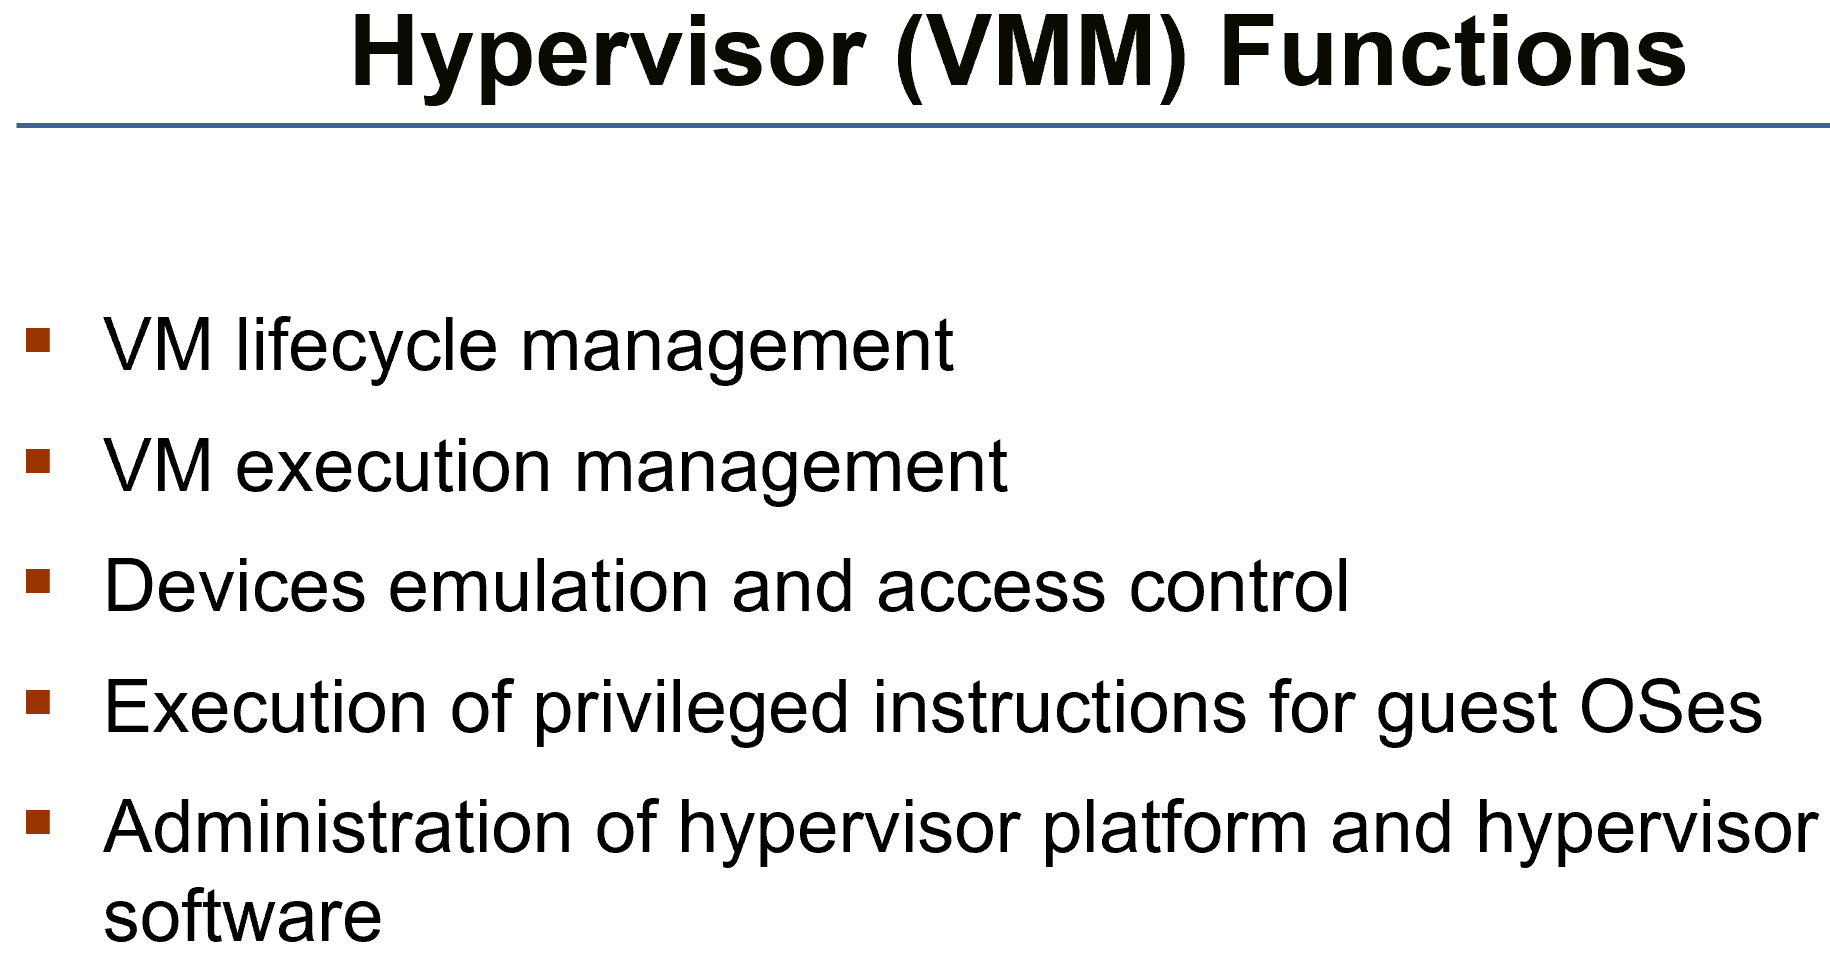 Hypervisor (VMM) Functions
VM lifecycle management
VM execution management
Devices emulation and access control
Execution of privileged instructions for guest OSes
Administration of hypervisor platform and hypervisor
software